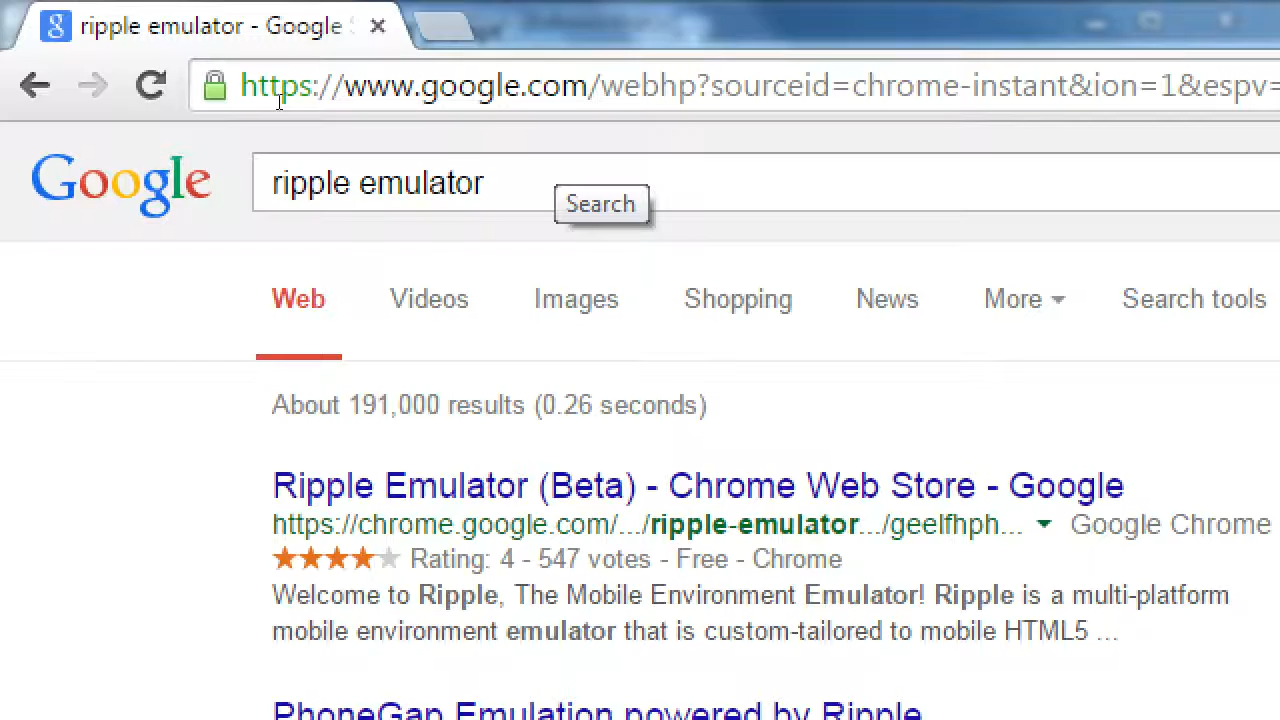 ripple emulator - Google
https://www.google.com/webhp?sourceid=chrome-instant&ion=1&espv=
Google
ripple emulator
Search
Web Videos Images Shopping News More Search tools
About 191,000 results (0.26 seconds)
Ripple Emulator (Beta) - Chrome Web Store - Google
https://chrome.google.com/.../ripple-emulator.../geelfhph... Google Chrome
Rating: 4 - 547 votes - Free - Chrome
Welcome to Ripple, The Mobile Environment Emulator! Ripple is a multi-platform
mobile environment emulator that is custom-tailored to mobile HTML5 ...
PhoneGap Emulation powered by Ripple